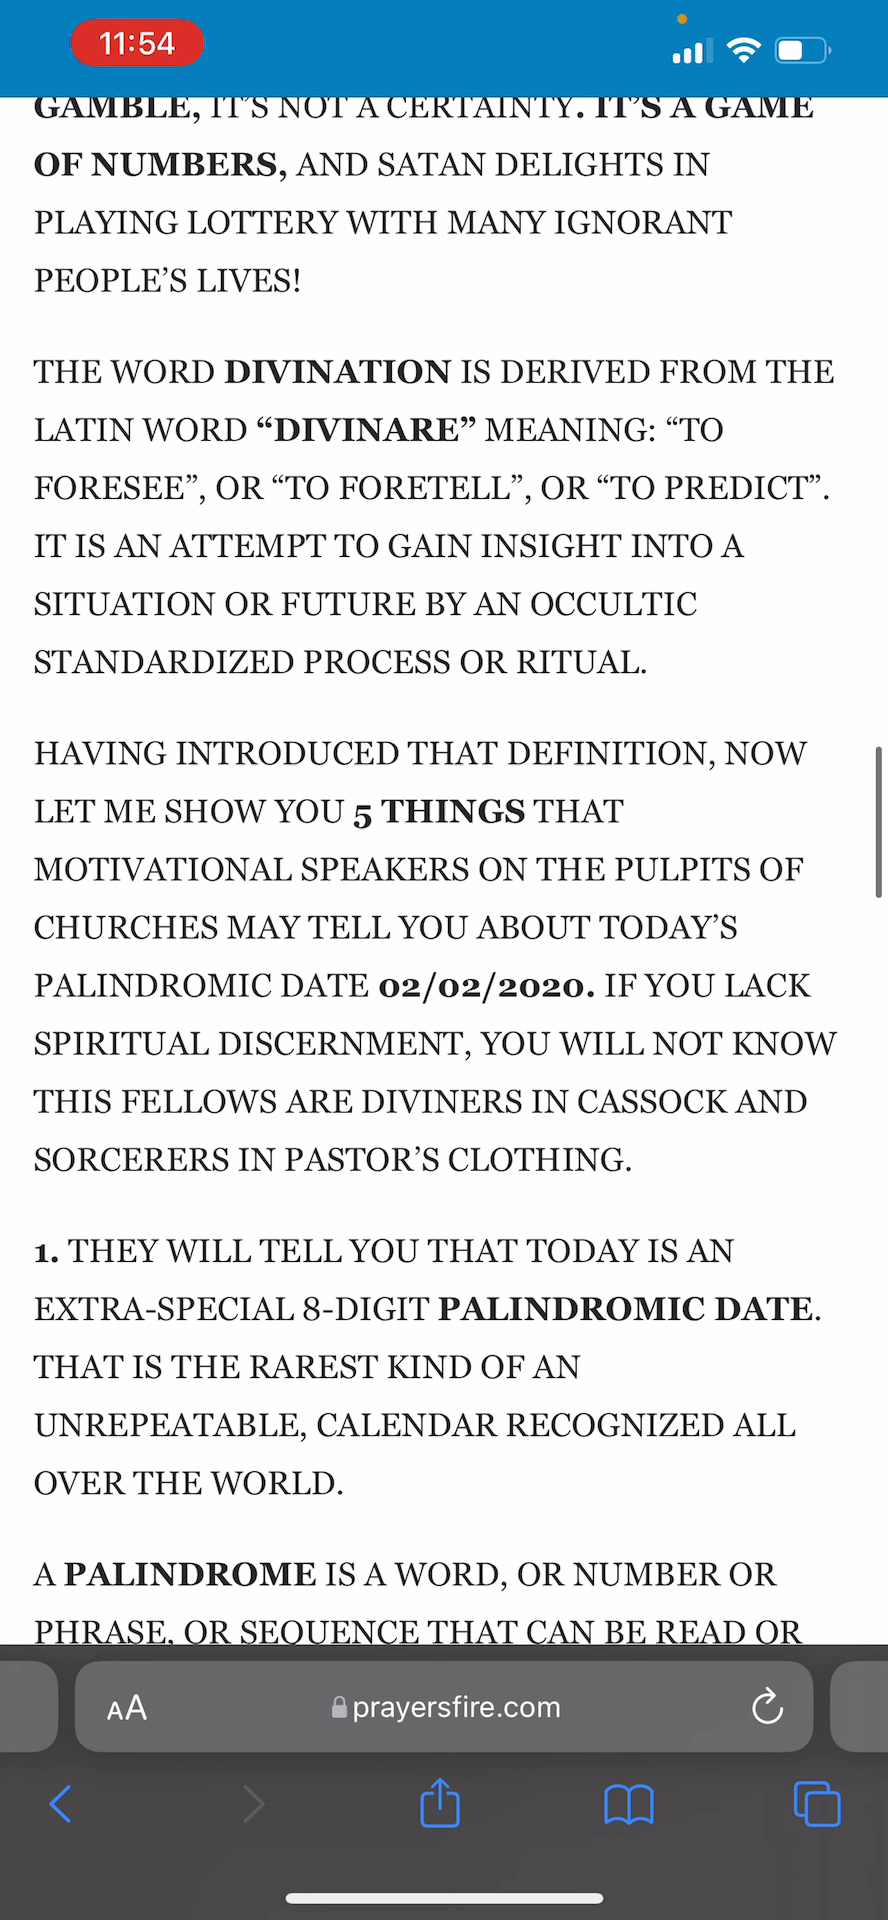 11:54
GAMBLE, IT’S NOT A CERTAINTY. IT’S A GAME
OF NUMBERS, AND SATAN DELIGHTS IN
PLAYING LOTTERY WITH MANY IGNORANT
PEOPLE’S LIVES!
THE WORD DIVINATION IS DERIVED FROM THE
LATIN WORD “DIVINARE” MEANING: “TO
FORESEE”, OR “TO FORETELL”, OR “TO PREDICT”.
IT IS AN ATTEMPT TO GAIN INSIGHT INTO A
SITUATION OR FUTURE BY AN OCCULTIC
STANDARDIZED PROCESS OR RITUAL.
HAVING INTRODUCED THAT DEFINITION, NOW
LET ME SHOW YOU 5 THINGS THAT
MOTIVATIONAL SPEAKERS ON THE PULPITS OF
CHURCHES MAY TELL YOU ABOUT TODAY’S
PALINDROMIC DATE 02/02/2020. IF YOU LACK
SPIRITUAL DISCERNMENT, YOU WILL NOT KNOW
THIS FELLOWS ARE DIVINERS IN CASSOCK AND
SORCERERS IN PASTOR’S CLOTHING.
1. THEY WILL TELL YOU THAT TODAY IS AN
EXTRA-SPECIAL 8-DIGIT PALINDROMIC DATE.
THAT IS THE RAREST KIND OF AN
UNREPEATABLE, CALENDAR RECOGNIZED ALL
OVER THE WORLD.
A PALINDROME IS A WORD, OR NUMBER OR
PHRASE, OR SEQUENCE THAT CAN BE READ OR
AA prayersfire.com